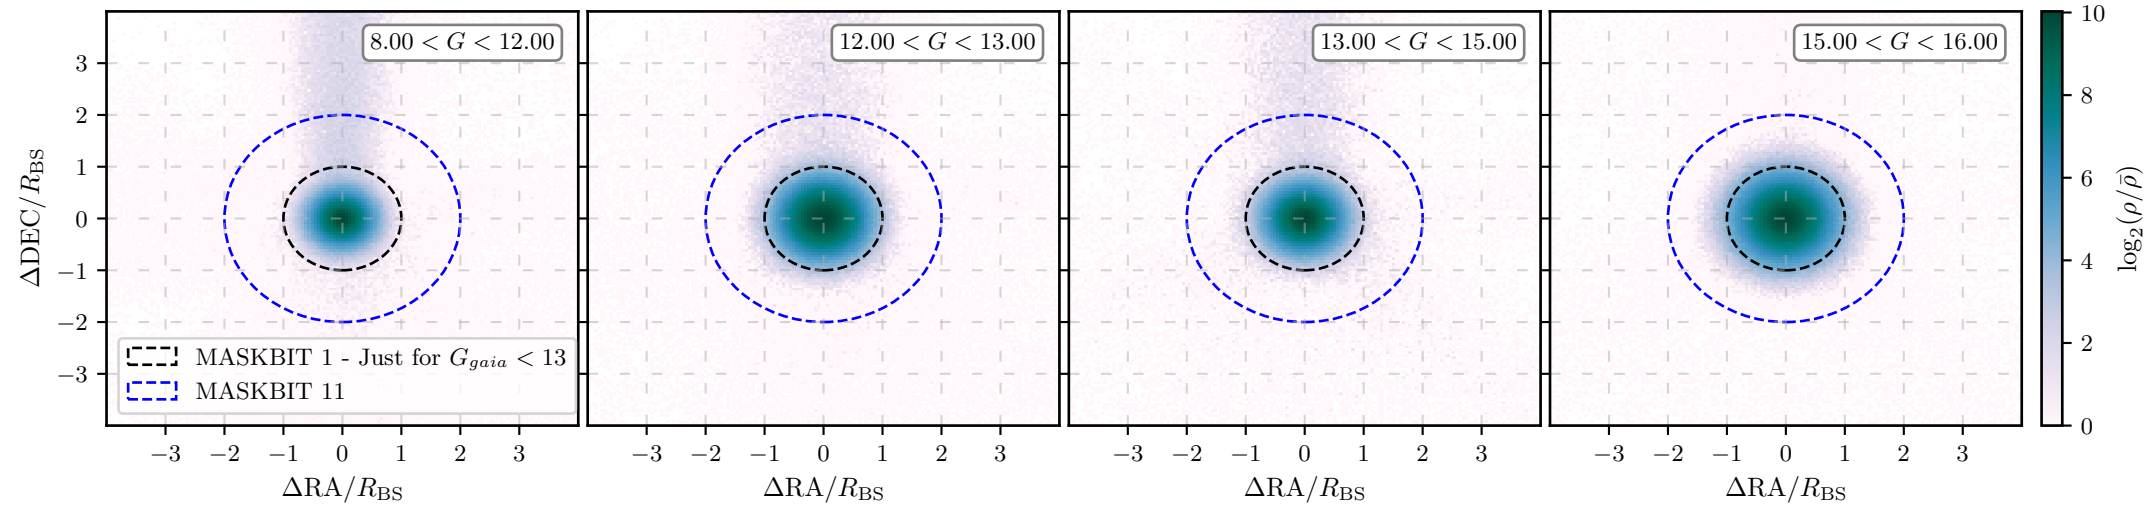 8.00 < G < 12.00
12.00 < G < 13.00
13.00 < G < 15.00
15.00 < G < 16.00
ΔDEC/R_BS
3
2
1
0
−1
−2
−3
MASKBIT 1 - Just for G_gaia < 13
MASKBIT 11
−3 −2 −1 0 1 2 3
−3 −2 −1 0 1 2 3
−3 −2 −1 0 1 2 3
−3 −2 −1 0 1 2 3
ΔRA/R_BS
ΔRA/R_BS
ΔRA/R_BS
ΔRA/R_BS
10
8
6
4
2
0
log₂ (ρ/ρ̄)